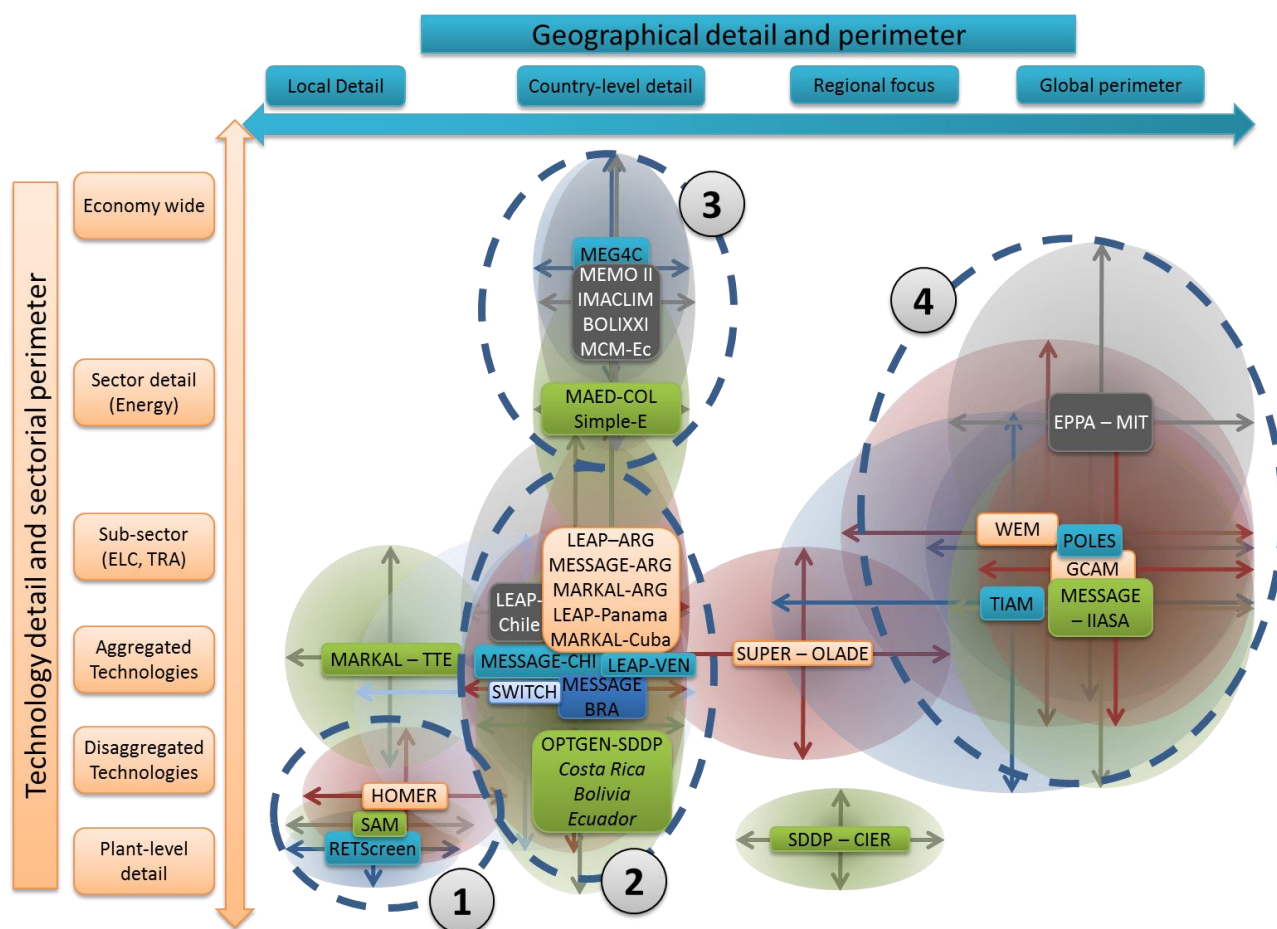 Geographical detail and perimeter
Local Detail
Country-level detail
Regional focus
Global perimeter
Technology detail and sectorial perimeter
Economy wide
Sector detail
(Energy)
Sub-sector
(ELC, TRA)
Aggregated
Technologies
Disaggregated
Technologies
Plant-level
detail
3
MEG4C
MEMO II
IMACLIM
BOLIXXI
MCM-Ec
MAED-COL
Simple-E
4
EPPA – MIT
WEM
POLES
GCAM
TIAM
MESSAGE
– IIASA
LEAP–ARG
MESSAGE-ARG
MARKAL-ARG
LEAP-Panama
MARKAL-Cuba
LEAP-
Chile
MARKAL – TTE
MESSAGE-CHI
LEAP-VEN
SWITCH
MESSAGE
BRA
SUPER – OLADE
OPTGEN-SDDP
Costa Rica
Bolivia
Ecuador
HOMER
SAM
RETScreen
SDDP – CIER
1
2